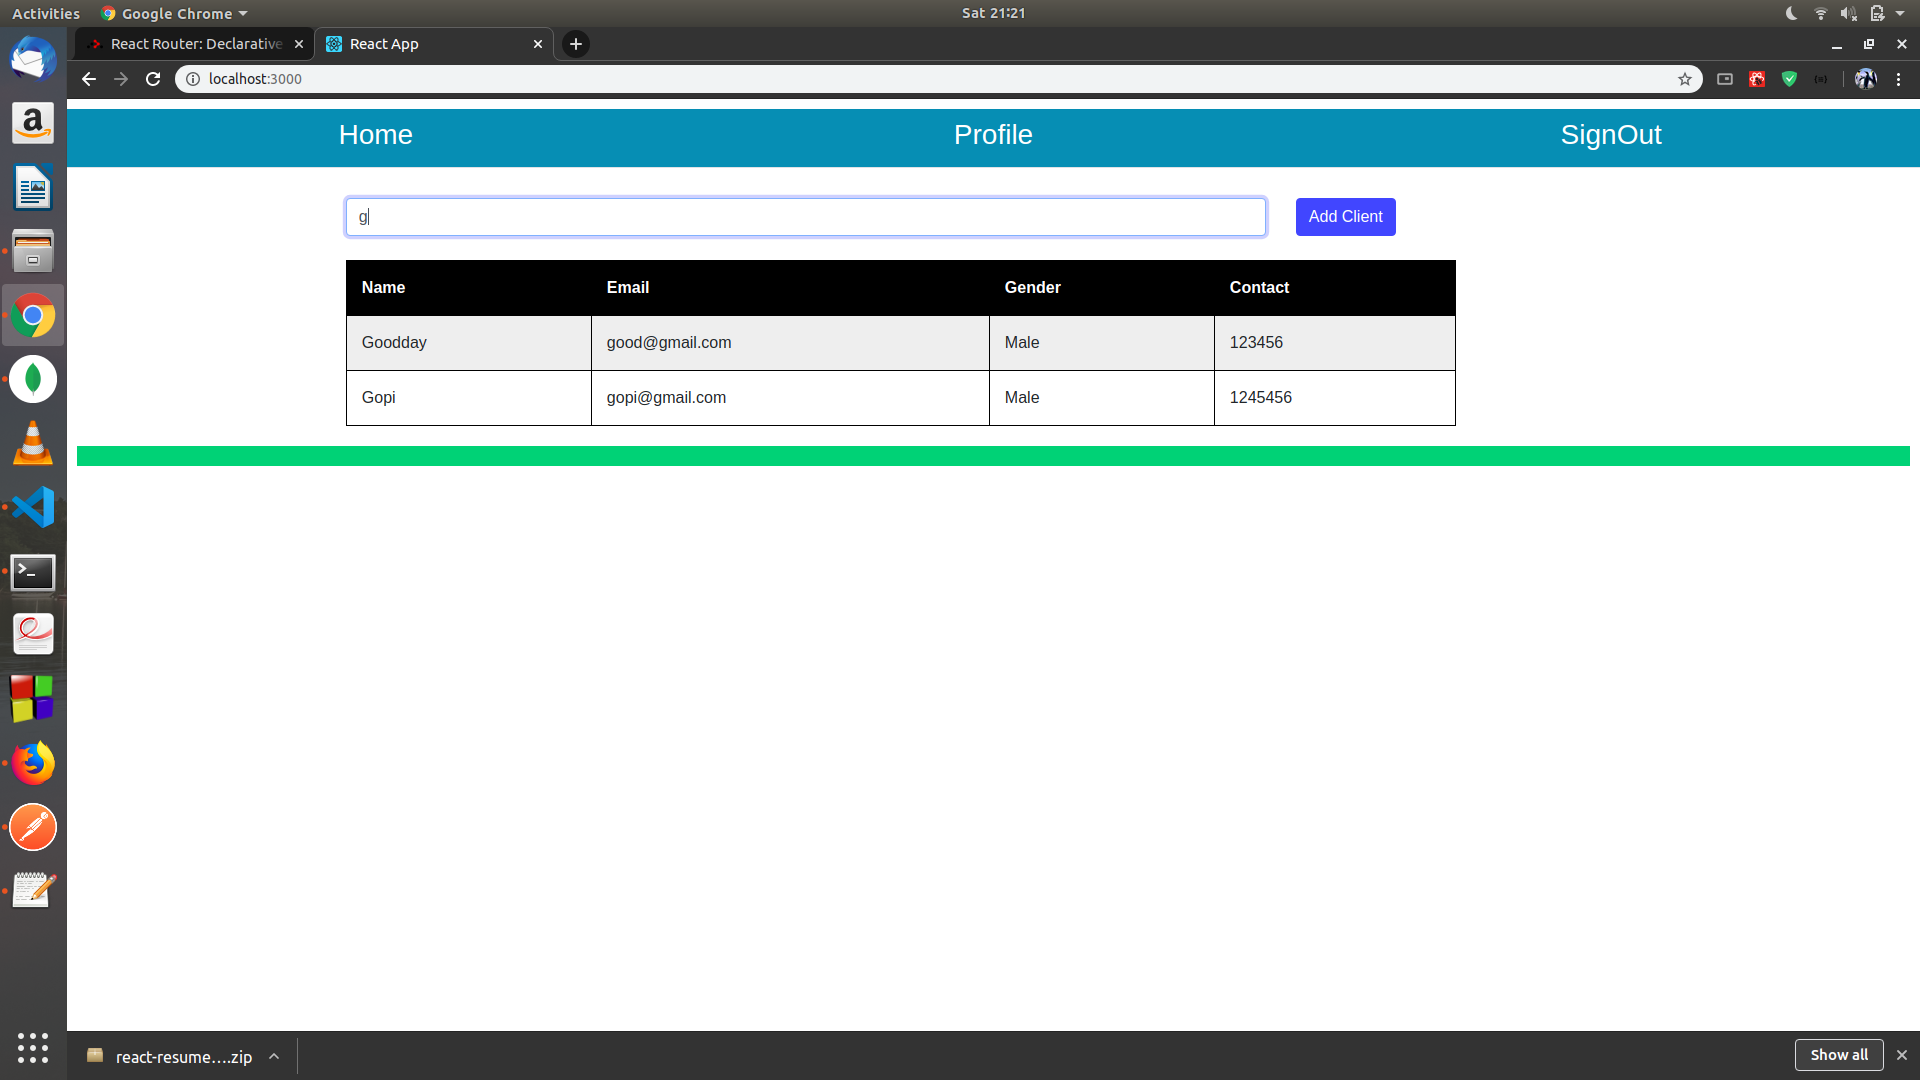 Activities Google Chrome Sat 21:21
React Router: Declarative React App
localhost:3000
Home Profile SignOut
g Add Client
Name Email Gender Contact
Goodday good@gmail.com Male 123456
Gopi gopi@gmail.com Male 1245456
react-resume....zip Show all